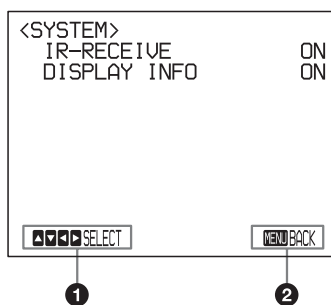 <SYSTEM>
IR-RECEIVE ON
DISPLAY INFO ON
▲▼◄► SELECT MENU BACK
1 2